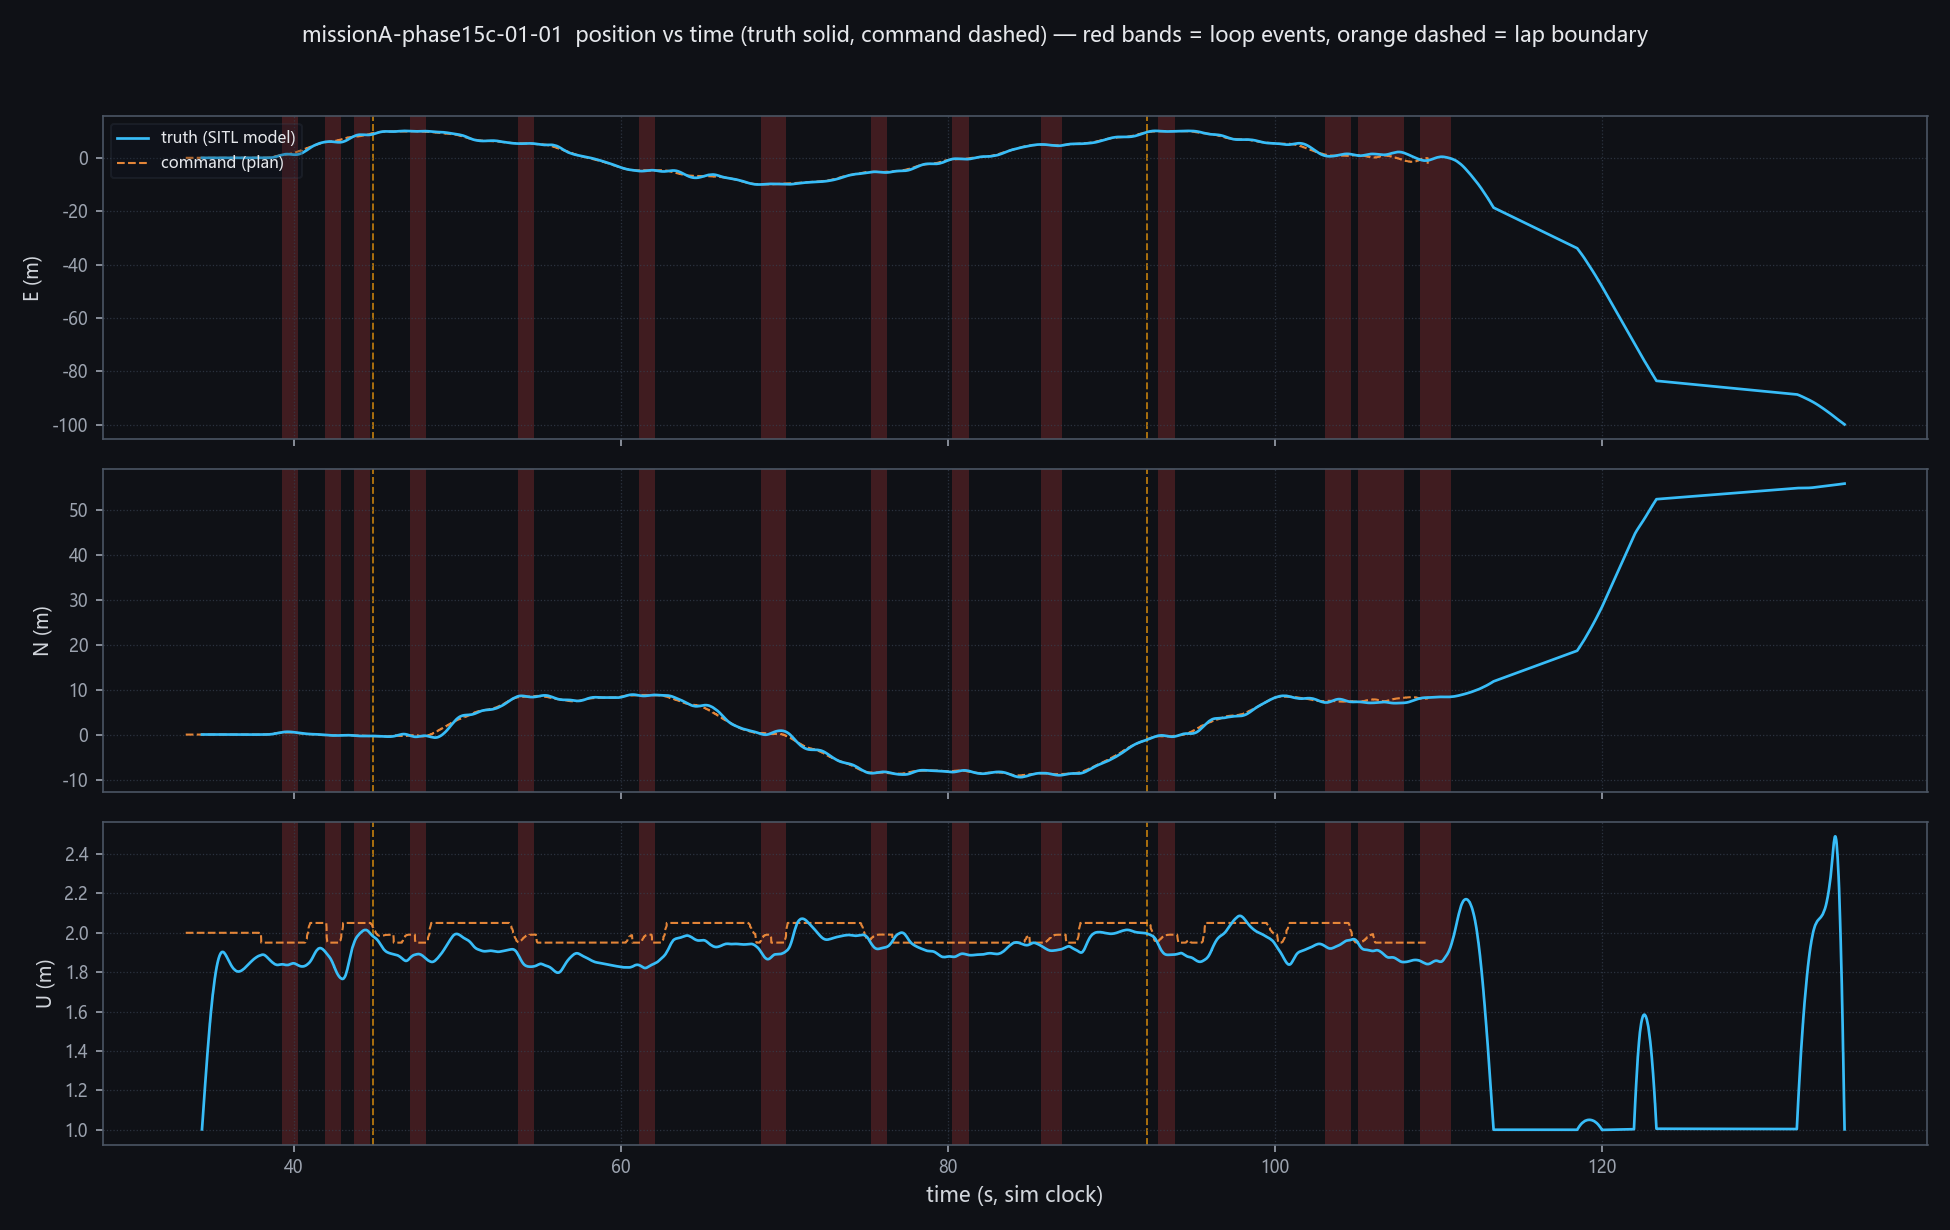 missionA-phase15c-01-01  position vs time (truth solid, command dashed) — red bands = loop events, orange dashed = lap boundary
truth (SITL model)
command (plan)
E (m)
0
-20
-40
-60
-80
-100
N (m)
50
40
30
20
10
0
-10
U (m)
2.4
2.2
2.0
1.8
1.6
1.4
1.2
1.0
40 60 80 100 120
time (s, sim clock)